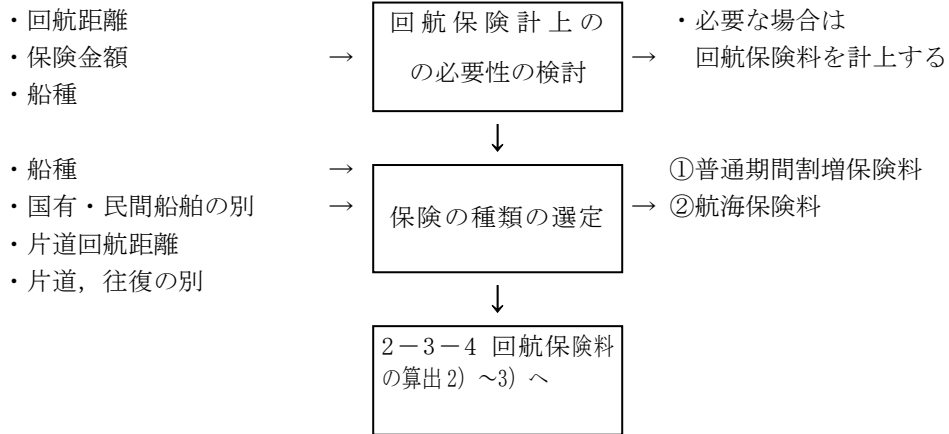 ・回航距離
・保険金額 →
・船種
回航保険計上の
の必要性の検討
→ ・必要な場合は
回航保険料を計上する
↓
・船種 →
・国有・民間船舶の別 →
・片道回航距離
・片道，往復の別
保険の種類の選定
①普通期間割増保険料
→ ②航海保険料
↓
2－3－4 回航保険料
の算出 2) ～3) へ